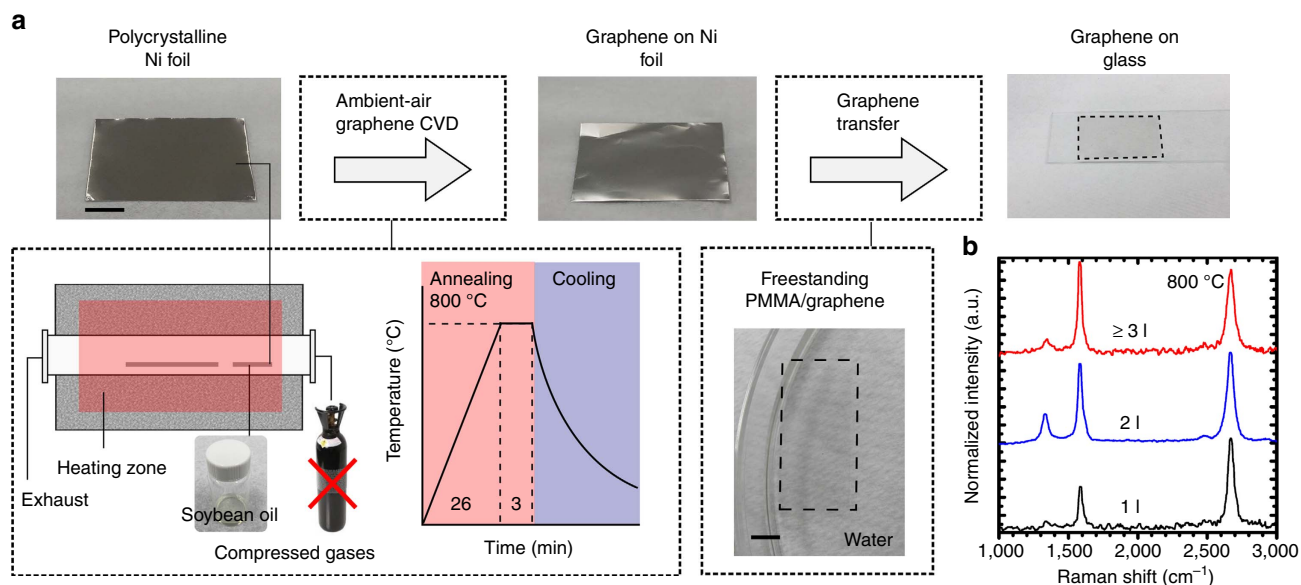 a
Polycrystalline
Ni foil
Ambient-air
graphene CVD
Graphene on Ni
foil
Graphene
transfer
Graphene on
glass
Heating zone
Exhaust
Soybean oil
Compressed gases
Annealing
800 °C
Cooling
Temperature (°C)
26
3
Time (min)
Freestanding
PMMA/graphene
Water
b
Normalized intensity (a.u.)
800 °C
≥ 3 l
2 l
1 l
1,000
1,500
2,000
2,500
3,000
Raman shift (cm⁻¹)